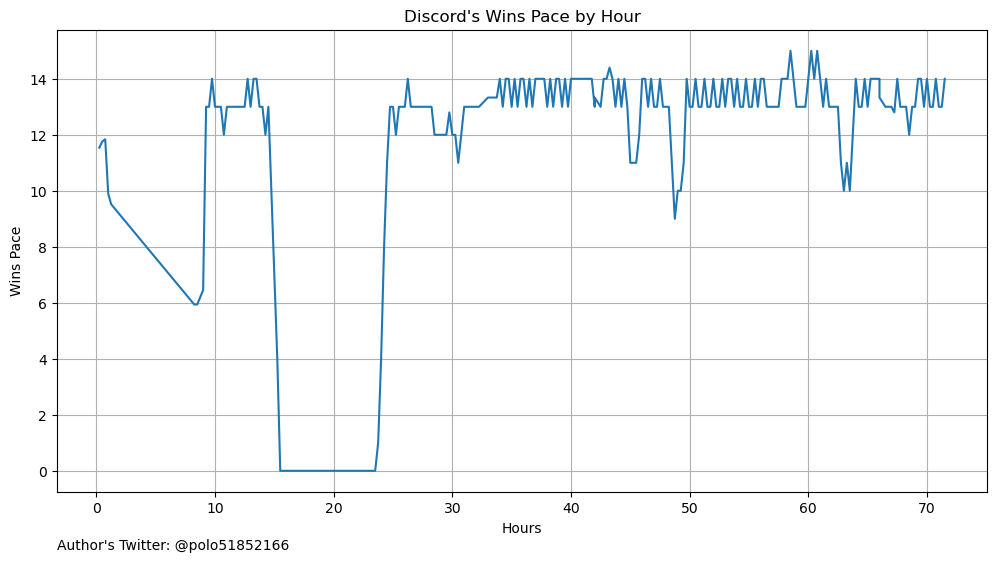 Discord's Wins Pace by Hour
Wins Pace
14
12
10
8
6
4
2
0
0 10 20 30 40 50 60 70
Hours
Author's Twitter: @polo51852166